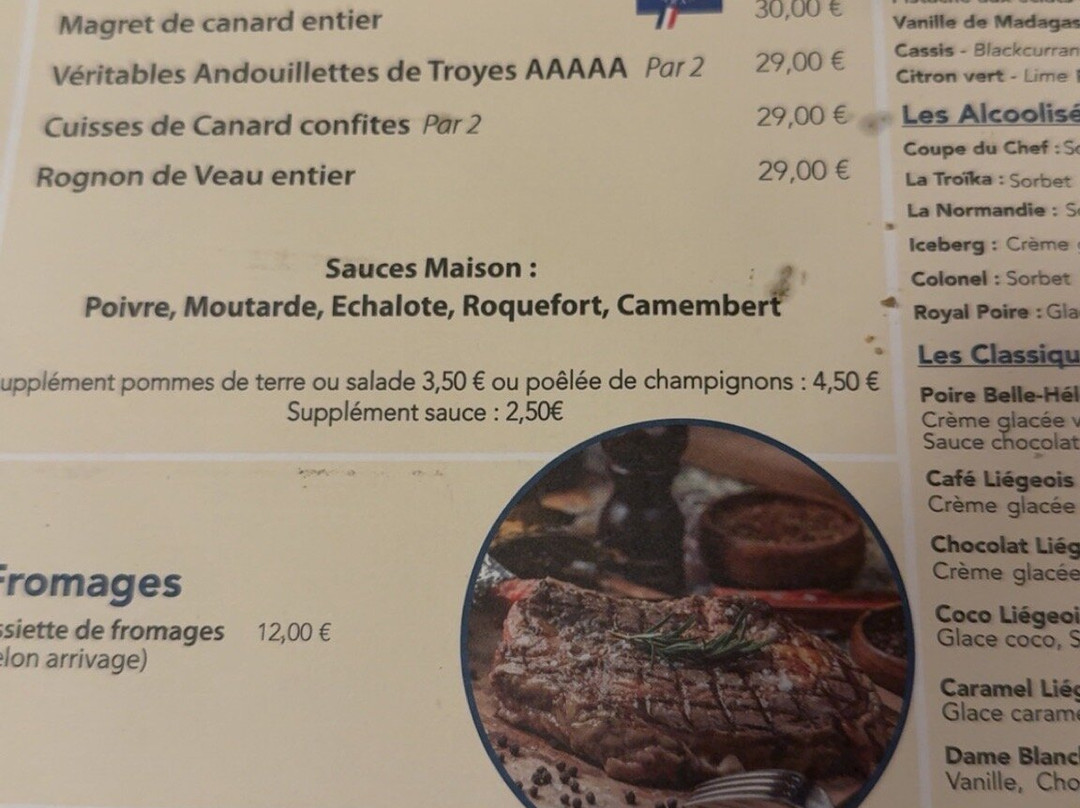 Magret de canard entier 30,00 €
Véritables Andouillettes de Troyes AAAAA Par 2 29,00 €
Cuisses de Canard confites Par 2 29,00 €
Rognon de Veau entier 29,00 €
Sauces Maison :
Poivre, Moutarde, Echalote, Roquefort, Camembert
upplément pommes de terre ou salade 3,50 € ou poêlée de champignons : 4,50 €
Supplément sauce : 2,50€
Fromages
ssiette de fromages 12,00 €
elon arrivage)
Vanille de Madagas
Cassis - Blackcurran
Citron vert - Lime
Les Alcoolisé
Coupe du Chef : So
La Troïka : Sorbet
La Normandie : So
Iceberg : Crème
Colonel : Sorbet
Royal Poire : Gla
Les Classiqu
Poire Belle-Hél
Crème glacée v
Sauce chocolat
Café Liégeois
Crème glacée
Chocolat Liég
Crème glacée
Coco Liégeoi
Glace coco, S
Caramel Liég
Glace carame
Dame Blanc
Vanille, Cho